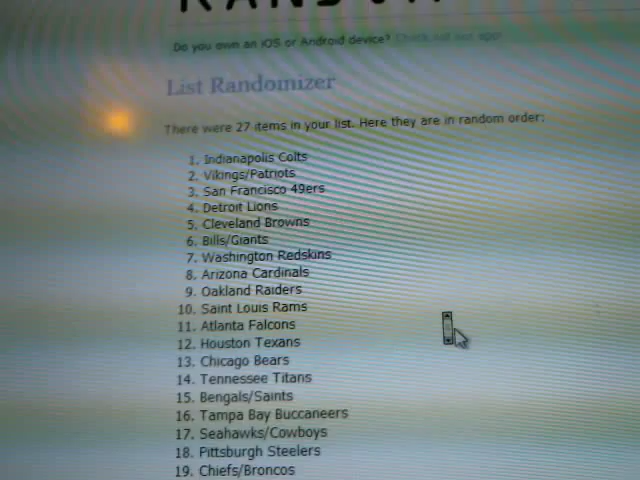 Do you own an iOS or Android device? Check out our app!
List Randomizer
There were 27 items in your list. Here they are in random order:
1. Indianapolis Colts
2. Vikings/Patriots
3. San Francisco 49ers
4. Detroit Lions
5. Cleveland Browns
6. Bills/Giants
7. Washington Redskins
8. Arizona Cardinals
9. Oakland Raiders
10. Saint Louis Rams
11. Atlanta Falcons
12. Houston Texans
13. Chicago Bears
14. Tennessee Titans
15. Bengals/Saints
16. Tampa Bay Buccaneers
17. Seahawks/Cowboys
18. Pittsburgh Steelers
19. Chiefs/Broncos